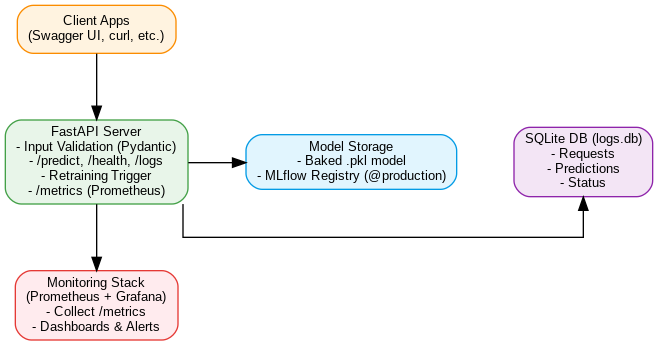 Client Apps
(Swagger UI, curl, etc.)
FastAPI Server
- Input Validation (Pydantic)
- /predict, /health, /logs
- Retraining Trigger
- /metrics (Prometheus)
Model Storage
- Baked .pkl model
- MLflow Registry (@production)
SQLite DB (logs.db)
- Requests
- Predictions
- Status
Monitoring Stack
(Prometheus + Grafana)
- Collect /metrics
- Dashboards & Alerts